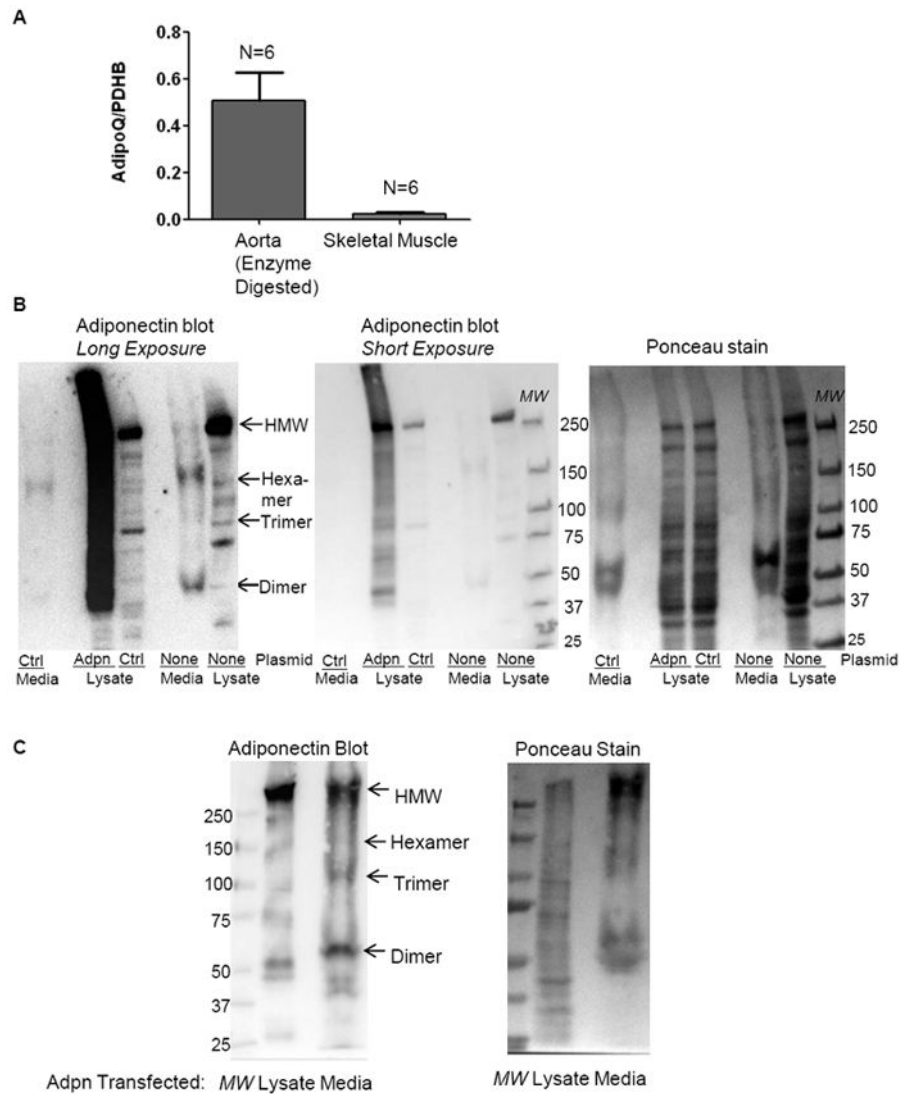 A
AdipoQ/PDHB
0.8
0.6
0.4
0.2
0.0
N=6
N=6
Aorta
(Enzyme
Digested)
Skeletal Muscle
B
Adiponectin blot
Long Exposure
HMW
Hexa-
mer
Trimer
Dimer
Ctrl Adpn Ctrl None None Plasmid
Media Lysate Media Lysate
Adiponectin blot
Short Exposure
MW
250
150
100
75
50
37
25
Ctrl Adpn Ctrl None None
Media Lysate Media Lysate
Ponceau stain
MW
250
150
100
75
50
37
25
Ctrl Adpn Ctrl None None Plasmid
Media Lysate Media Lysate
C
Adiponectin Blot
250
150
100
75
50
37
25
HMW
Hexamer
Trimer
Dimer
Adpn Transfected: MW Lysate Media
Ponceau Stain
MW Lysate Media